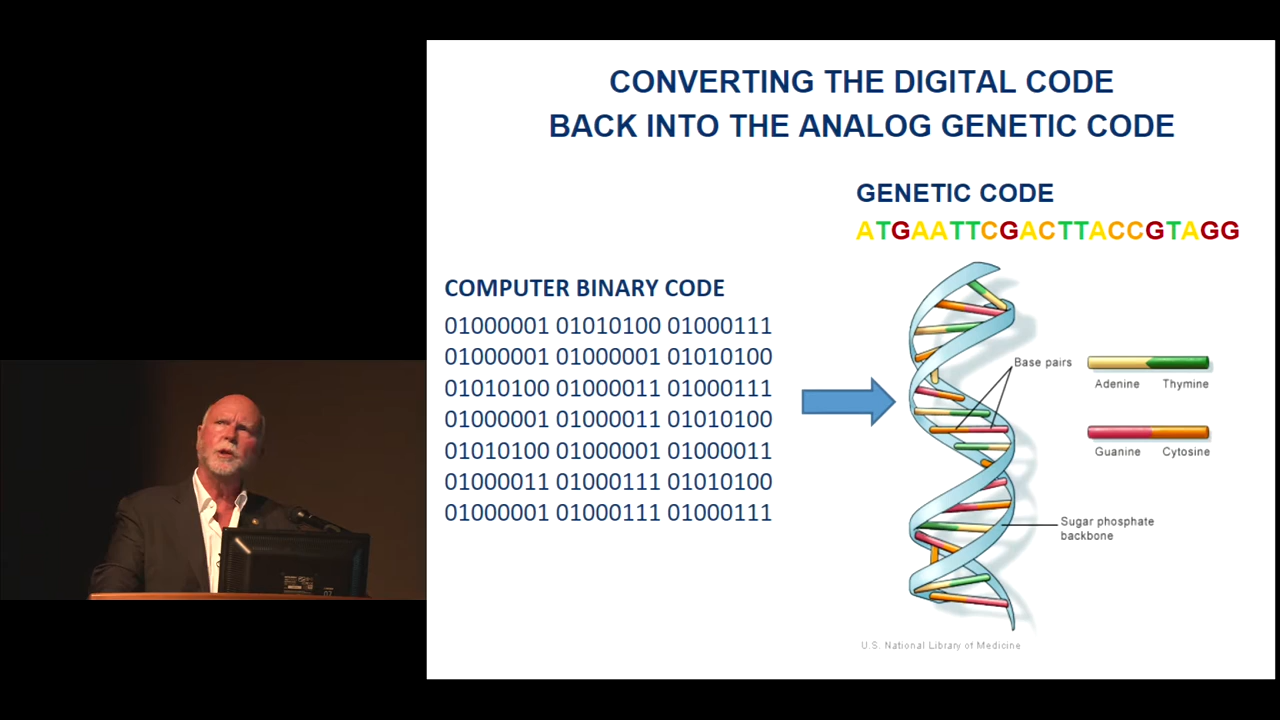 CONVERTING THE DIGITAL CODE
BACK INTO THE ANALOG GENETIC CODE
GENETIC CODE
ATGAATTCGACTTACCGTAGG
COMPUTER BINARY CODE
01000001 01010100 01000111
01000001 01000001 01010100
01010100 01000011 01000111
01000001 01000011 01010100
01010100 01000001 01000011
01000011 01000111 01010100
01000001 01000111 01000111
Base pairs
Adenine Thymine
Guanine Cytosine
Sugar phosphate
backbone
U.S. National Library of Medicine